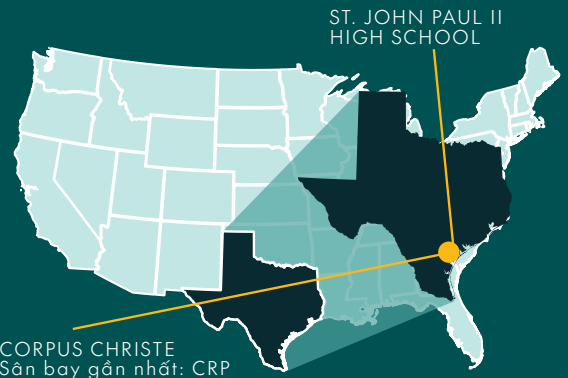 ST. JOHN PAUL II
HIGH SCHOOL
CORPUS CHRISTE
Sân bay gần nhất: CRP